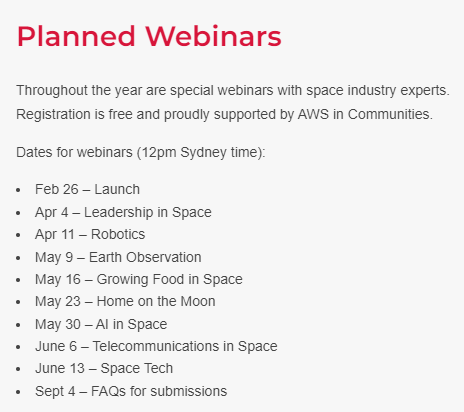 Planned Webinars
Throughout the year are special webinars with space industry experts.
Registration is free and proudly supported by AWS in Communities.
Dates for webinars (12pm Sydney time):
• Feb 26 – Launch
• Apr 4 – Leadership in Space
• Apr 11 – Robotics
• May 9 – Earth Observation
• May 16 – Growing Food in Space
• May 23 – Home on the Moon
• May 30 – AI in Space
• June 6 – Telecommunications in Space
• June 13 – Space Tech
• Sept 4 – FAQs for submissions